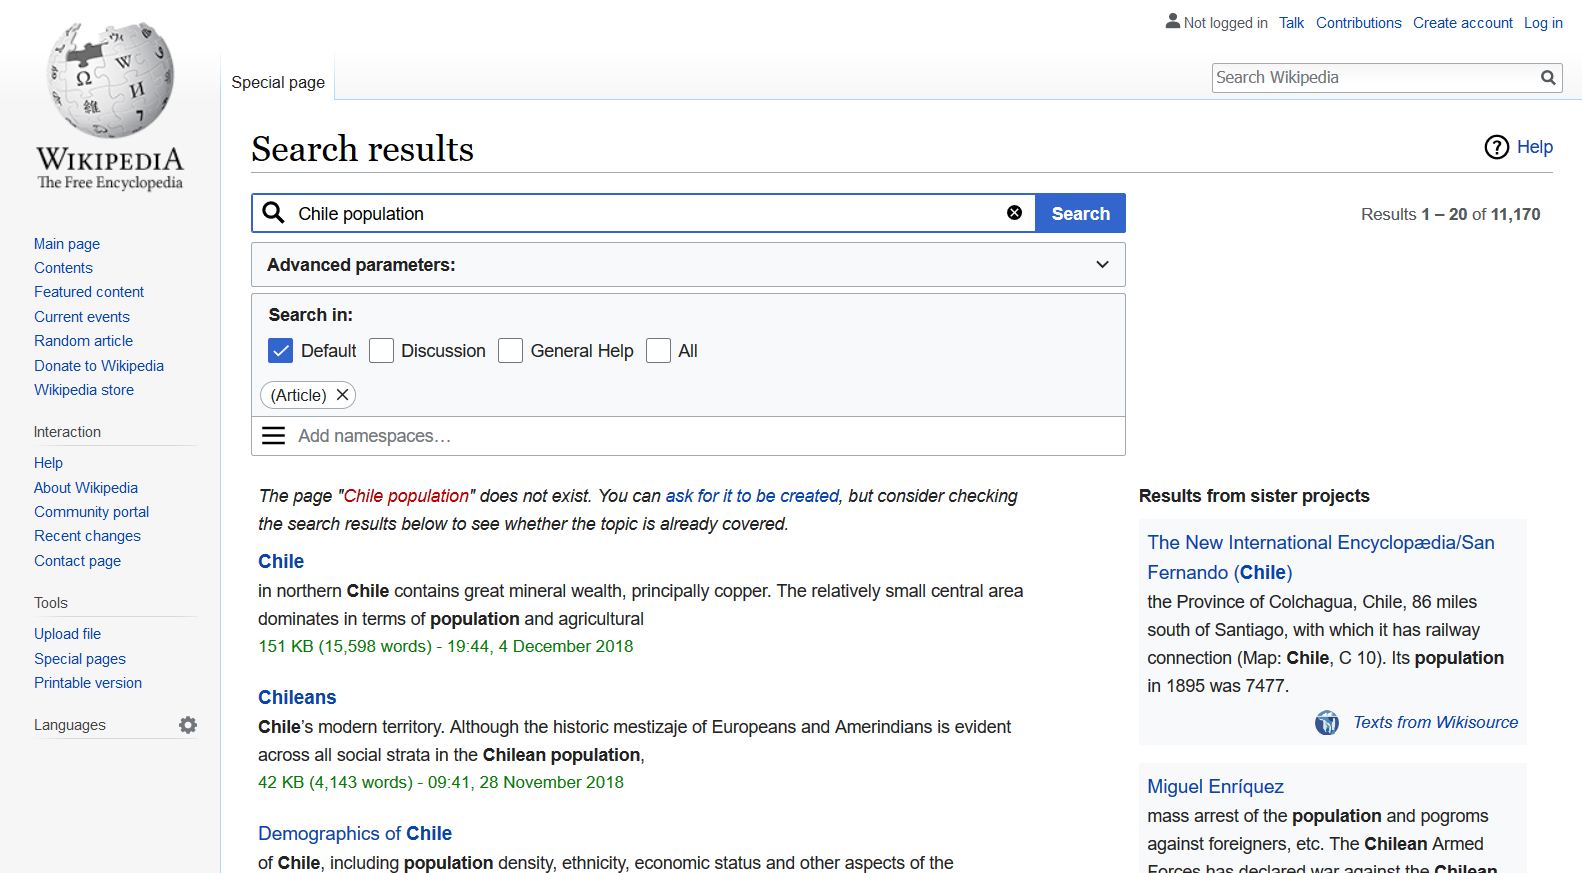 Not logged in Talk Contributions Create account Log in
Special page
Search Wikipedia
WIKIPEDIA
The Free Encyclopedia
Main page
Contents
Featured content
Current events
Random article
Donate to Wikipedia
Wikipedia store
Interaction
Help
About Wikipedia
Community portal
Recent changes
Contact page
Tools
Upload file
Special pages
Printable version
Languages
Search results
Help
Chile population
Search
Results 1 – 20 of 11,170
Advanced parameters:
Search in:
Default Discussion General Help All
(Article)
Add namespaces…
The page "Chile population" does not exist. You can ask for it to be created, but consider checking
the search results below to see whether the topic is already covered.
Chile
in northern Chile contains great mineral wealth, principally copper. The relatively small central area
dominates in terms of population and agricultural
151 KB (15,598 words) - 19:44, 4 December 2018
Chileans
Chile's modern territory. Although the historic mestizaje of Europeans and Amerindians is evident
across all social strata in the Chilean population,
42 KB (4,143 words) - 09:41, 28 November 2018
Demographics of Chile
of Chile, including population density, ethnicity, economic status and other aspects of the
Results from sister projects
The New International Encyclopædia/San
Fernando (Chile)
the Province of Colchagua, Chile, 86 miles
south of Santiago, with which it has railway
connection (Map: Chile, C 10). Its population
in 1895 was 7477.
Texts from Wikisource
Miguel Enríquez
mass arrest of the population and pogroms
against foreigners, etc. The Chilean Armed
Forces has declared war against the Chilean